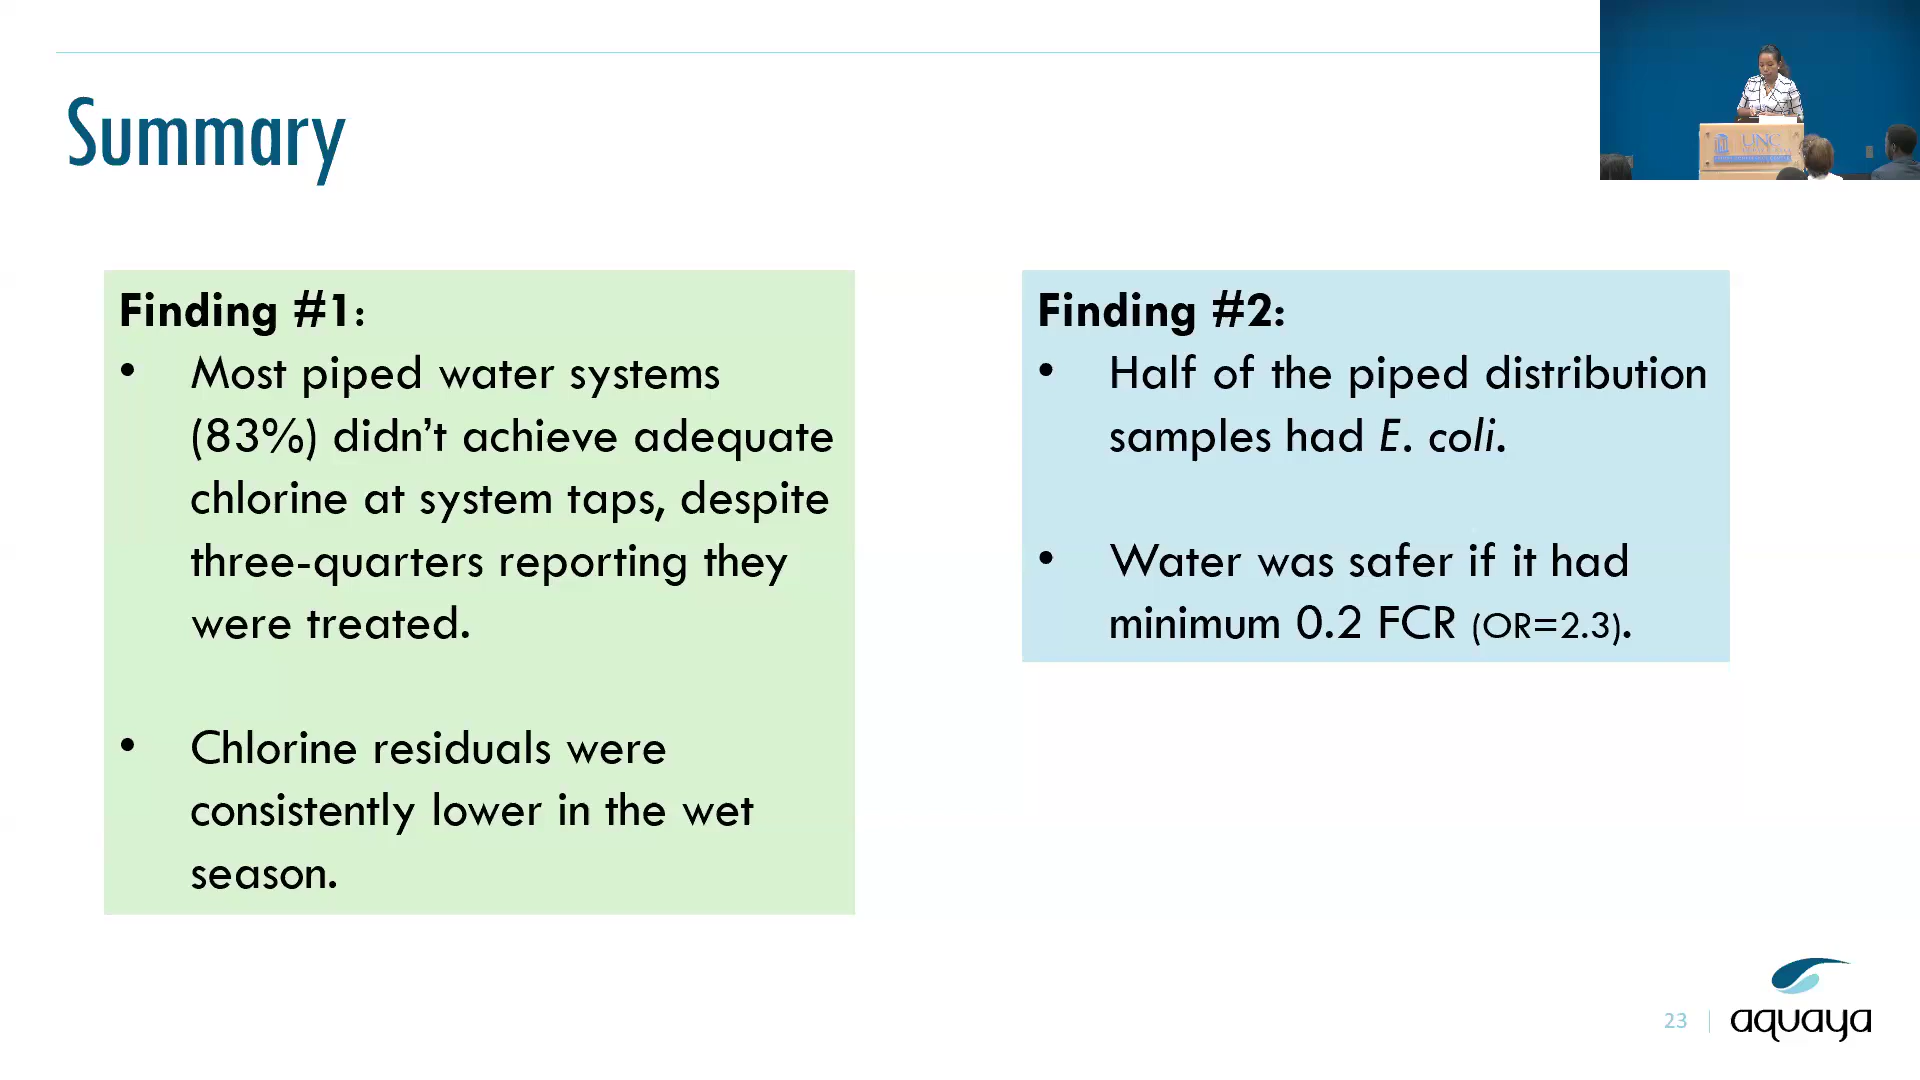 Summary
Finding #1:
• Most piped water systems
(83%) didn’t achieve adequate
chlorine at system taps, despite
three-quarters reporting they
were treated.
• Chlorine residuals were
consistently lower in the wet
season.
Finding #2:
• Half of the piped distribution
samples had E. coli.
• Water was safer if it had
minimum 0.2 FCR (OR=2.3).
UNC
23
aquaya